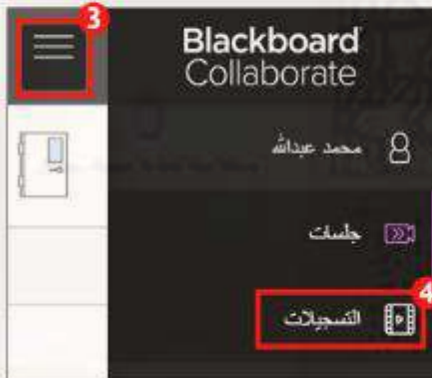 3
Blackboard
Collaborate
محمد عبدالله
جلسات
4
التسجيلات